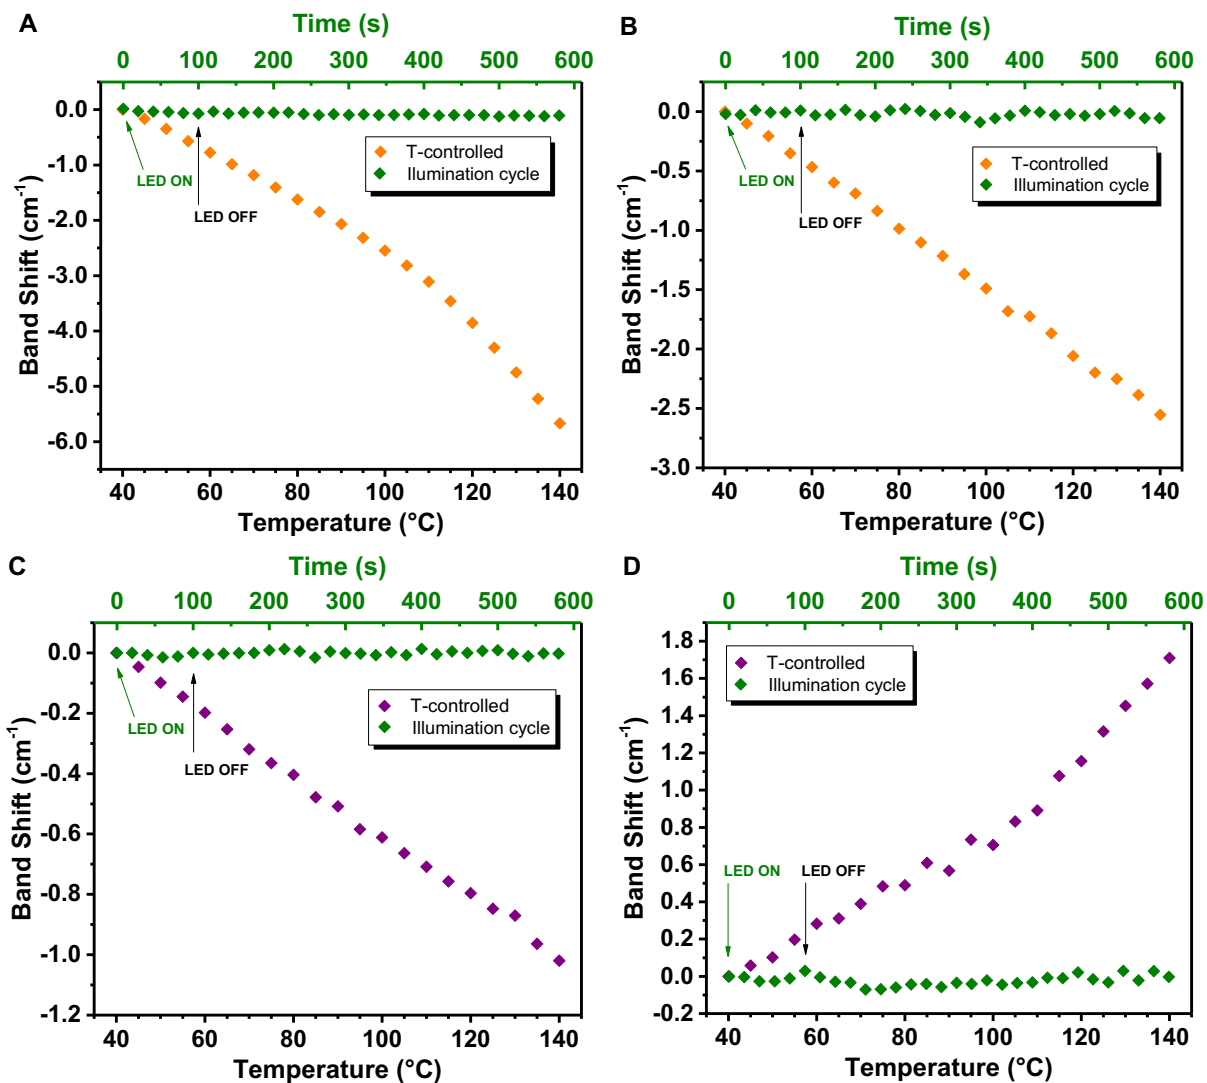 A
Time (s)
0 100 200 300 400 500 600
0.0
-1.0
-2.0
-3.0
-4.0
-5.0
-6.0
Band Shift (cm-1)
T-controlled
Ilumination cycle
LED ON
LED OFF
40 60 80 100 120 140
Temperature (°C)
B
Time (s)
0 100 200 300 400 500 600
0.0
-0.5
-1.0
-1.5
-2.0
-2.5
-3.0
Band Shift (cm-1)
T-controlled
Illumination cycle
LED ON
LED OFF
40 60 80 100 120 140
Temperature (°C)
C
Time (s)
0 100 200 300 400 500 600
0.0
-0.2
-0.4
-0.6
-0.8
-1.0
-1.2
Band Shift (cm-1)
T-controlled
Illumination cycle
LED ON
LED OFF
40 60 80 100 120 140
Temperature (°C)
D
Time (s)
0 100 200 300 400 500 600
1.8
1.6
1.4
1.2
1.0
0.8
0.6
0.4
0.2
0.0
-0.2
Band Shift (cm-1)
T-controlled
Illumination cycle
LED ON
LED OFF
40 60 80 100 120 140
Temperature (°C)